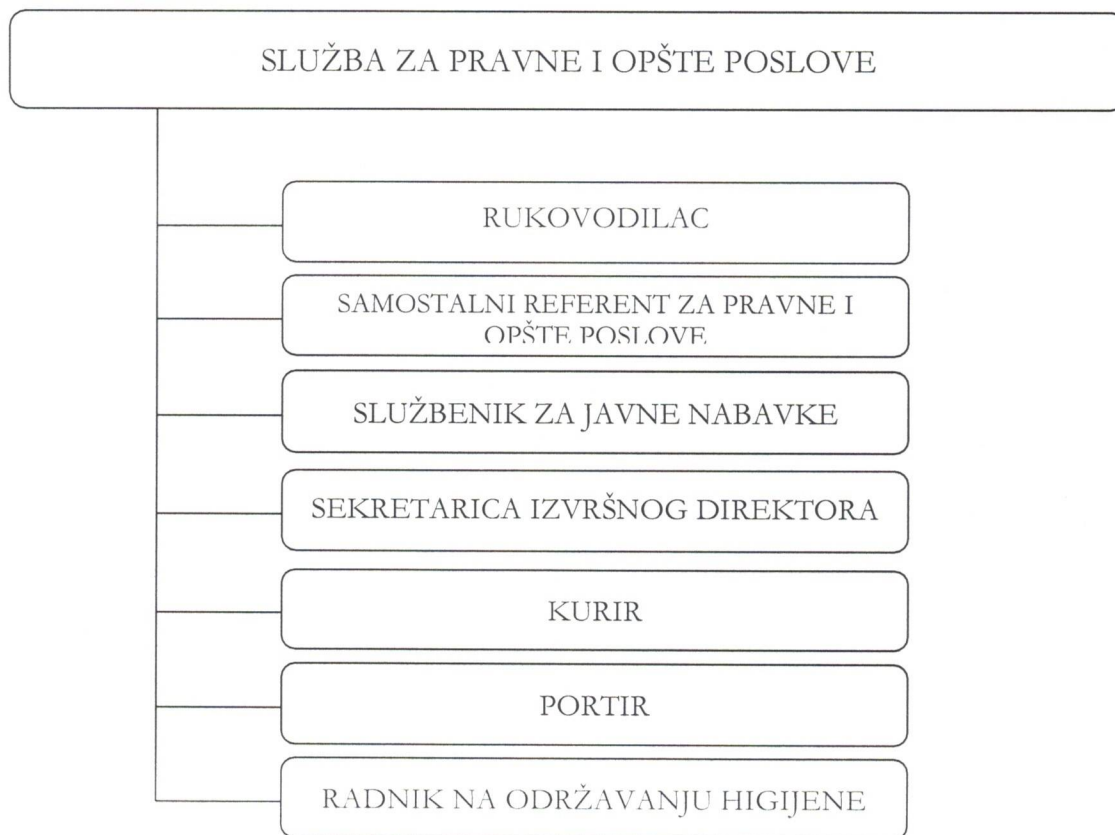 SLUŽBA ZA PRAVNE I OPŠTE POSLOVE
RUKOVODILAC
SAMOSTALNI REFERENT ZA PRAVNE I
OPŠTE POSLOVE
SLUŽBENIK ZA JAVNE NABAVKE
SEKRETARICA IZVRŠNOG DIREKTORA
KURIR
PORTIR
RADNIK NA ODRŽAVANJU HIGIJENE